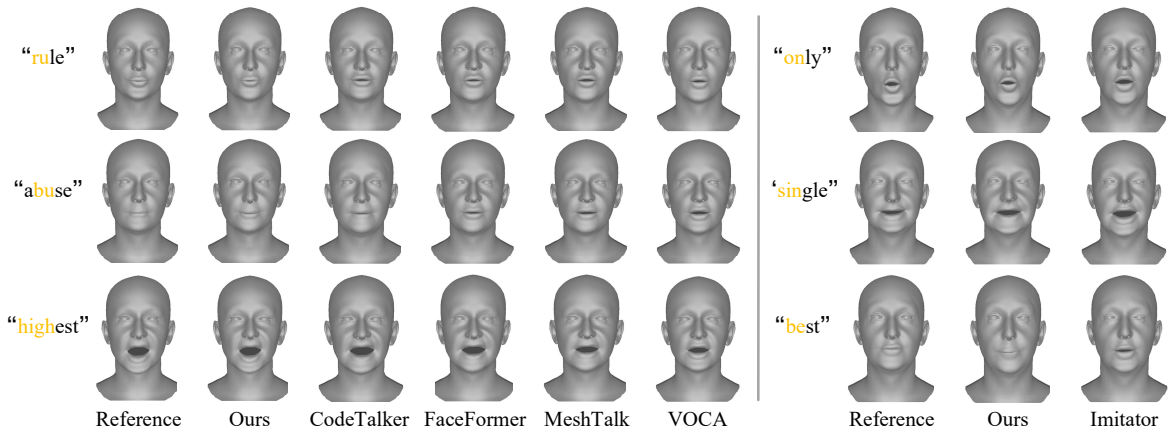 “rule”
“only”
“abuse”
‘single”
“highest”
“best”
Reference Ours CodeTalker FaceFormer MeshTalk VOCA Reference Ours Imitator